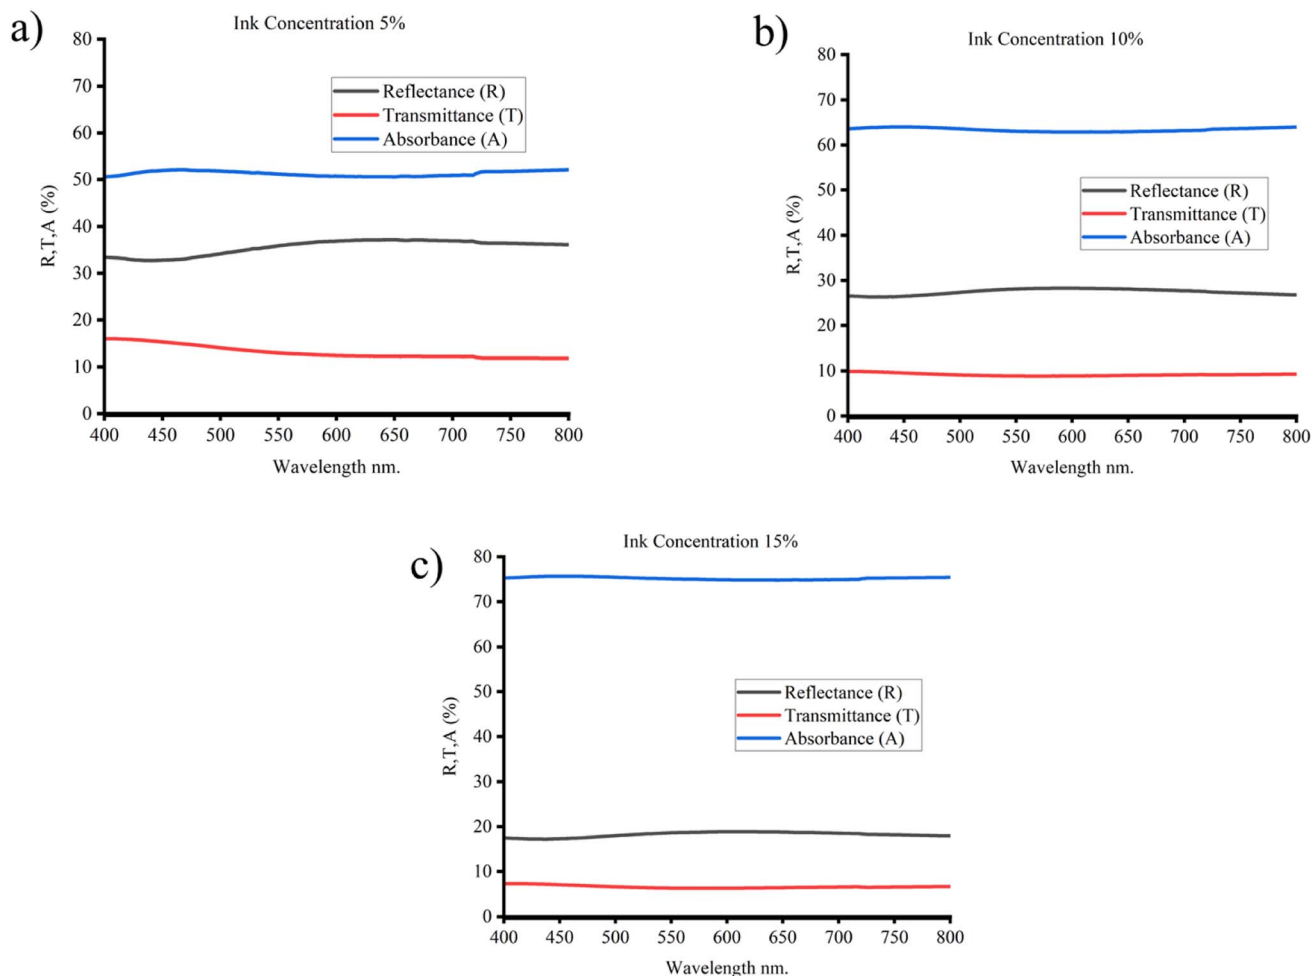 a)
Ink Concentration 5%
80
70
60
50
40
30
20
10
0
R,T,A (%)
Reflectance (R)
Transmittance (T)
Absorbance (A)
400 450 500 550 600 650 700 750 800
Wavelength nm.
b)
Ink Concentration 10%
80
70
60
50
40
30
20
10
0
R,T,A (%)
Reflectance (R)
Transmittance (T)
Absorbance (A)
400 450 500 550 600 650 700 750 800
Wavelength nm.
c)
Ink Concentration 15%
80
70
60
50
40
30
20
10
0
R,T,A (%)
Reflectance (R)
Transmittance (T)
Absorbance (A)
400 450 500 550 600 650 700 750 800
Wavelength nm.